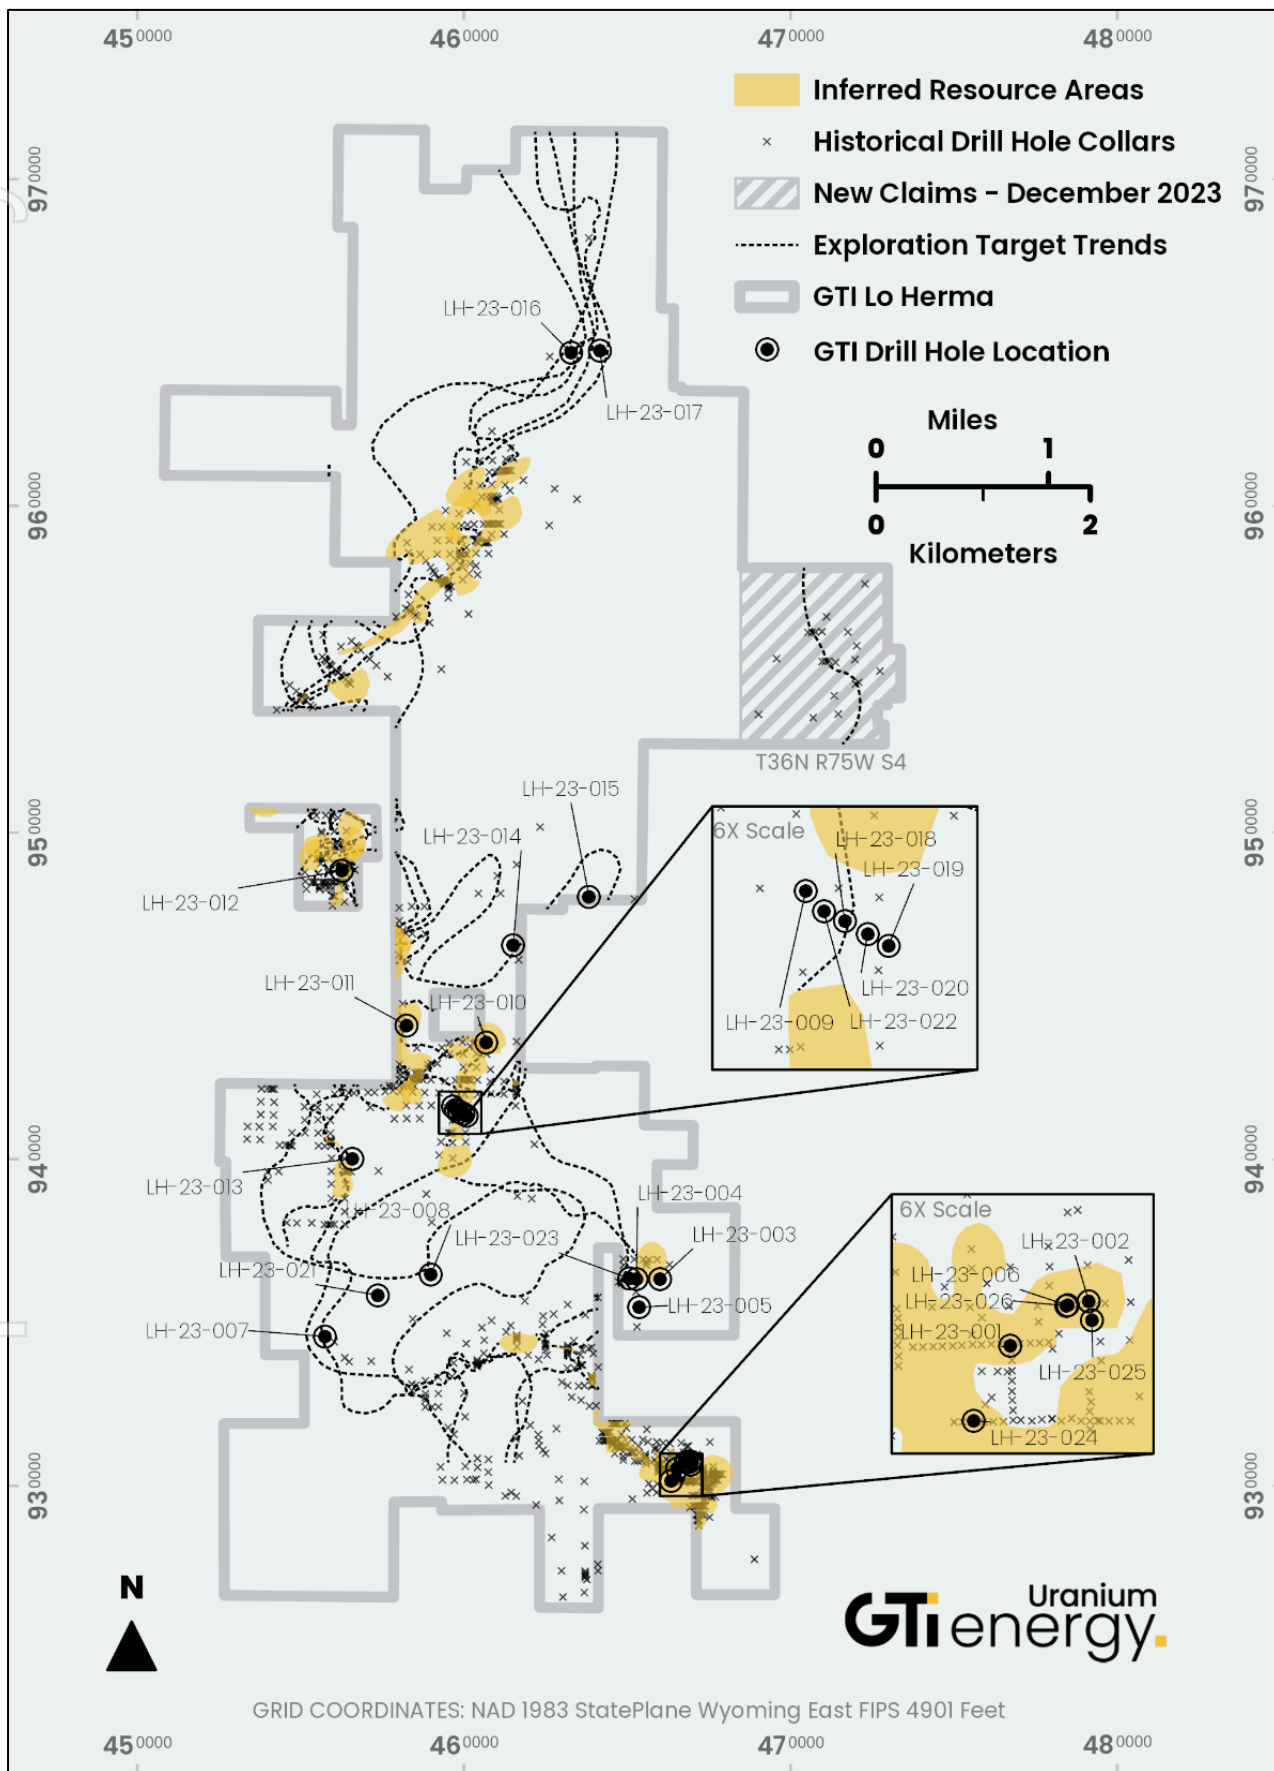 45⁰⁰⁰⁰ 46⁰⁰⁰⁰ 47⁰⁰⁰⁰ 48⁰⁰⁰⁰
Inferred Resource Areas
Historical Drill Hole Collars
New Claims - December 2023
Exploration Target Trends
GTI Lo Herma
GTI Drill Hole Location
97⁰⁰⁰⁰
97⁰⁰⁰⁰
LH-23-016
LH-23-017
Miles
0 1
0 2
Kilometers
96⁰⁰⁰⁰
96⁰⁰⁰⁰
T36N R75W S4
LH-23-015
LH-23-014
95⁰⁰⁰⁰
95⁰⁰⁰⁰
6X Scale
LH-23-018
LH-23-019
LH-23-020
LH-23-009
LH-23-022
LH-23-012
LH-23-011
LH-23-010
94⁰⁰⁰⁰
94⁰⁰⁰⁰
LH-23-013
LH-23-004
LH-23-008
LH-23-023
LH-23-003
LH-23-021
LH-23-005
LH-23-007
6X Scale
LH-23-002
LH-23-006
LH-23-026
LH-23-001
LH-23-025
LH-23-024
93⁰⁰⁰⁰
93⁰⁰⁰⁰
N
Uranium
GTi energy.
GRID COORDINATES: NAD 1983 StatePlane Wyoming East FIPS 4901 Feet
45⁰⁰⁰⁰ 46⁰⁰⁰⁰ 47⁰⁰⁰⁰ 48⁰⁰⁰⁰